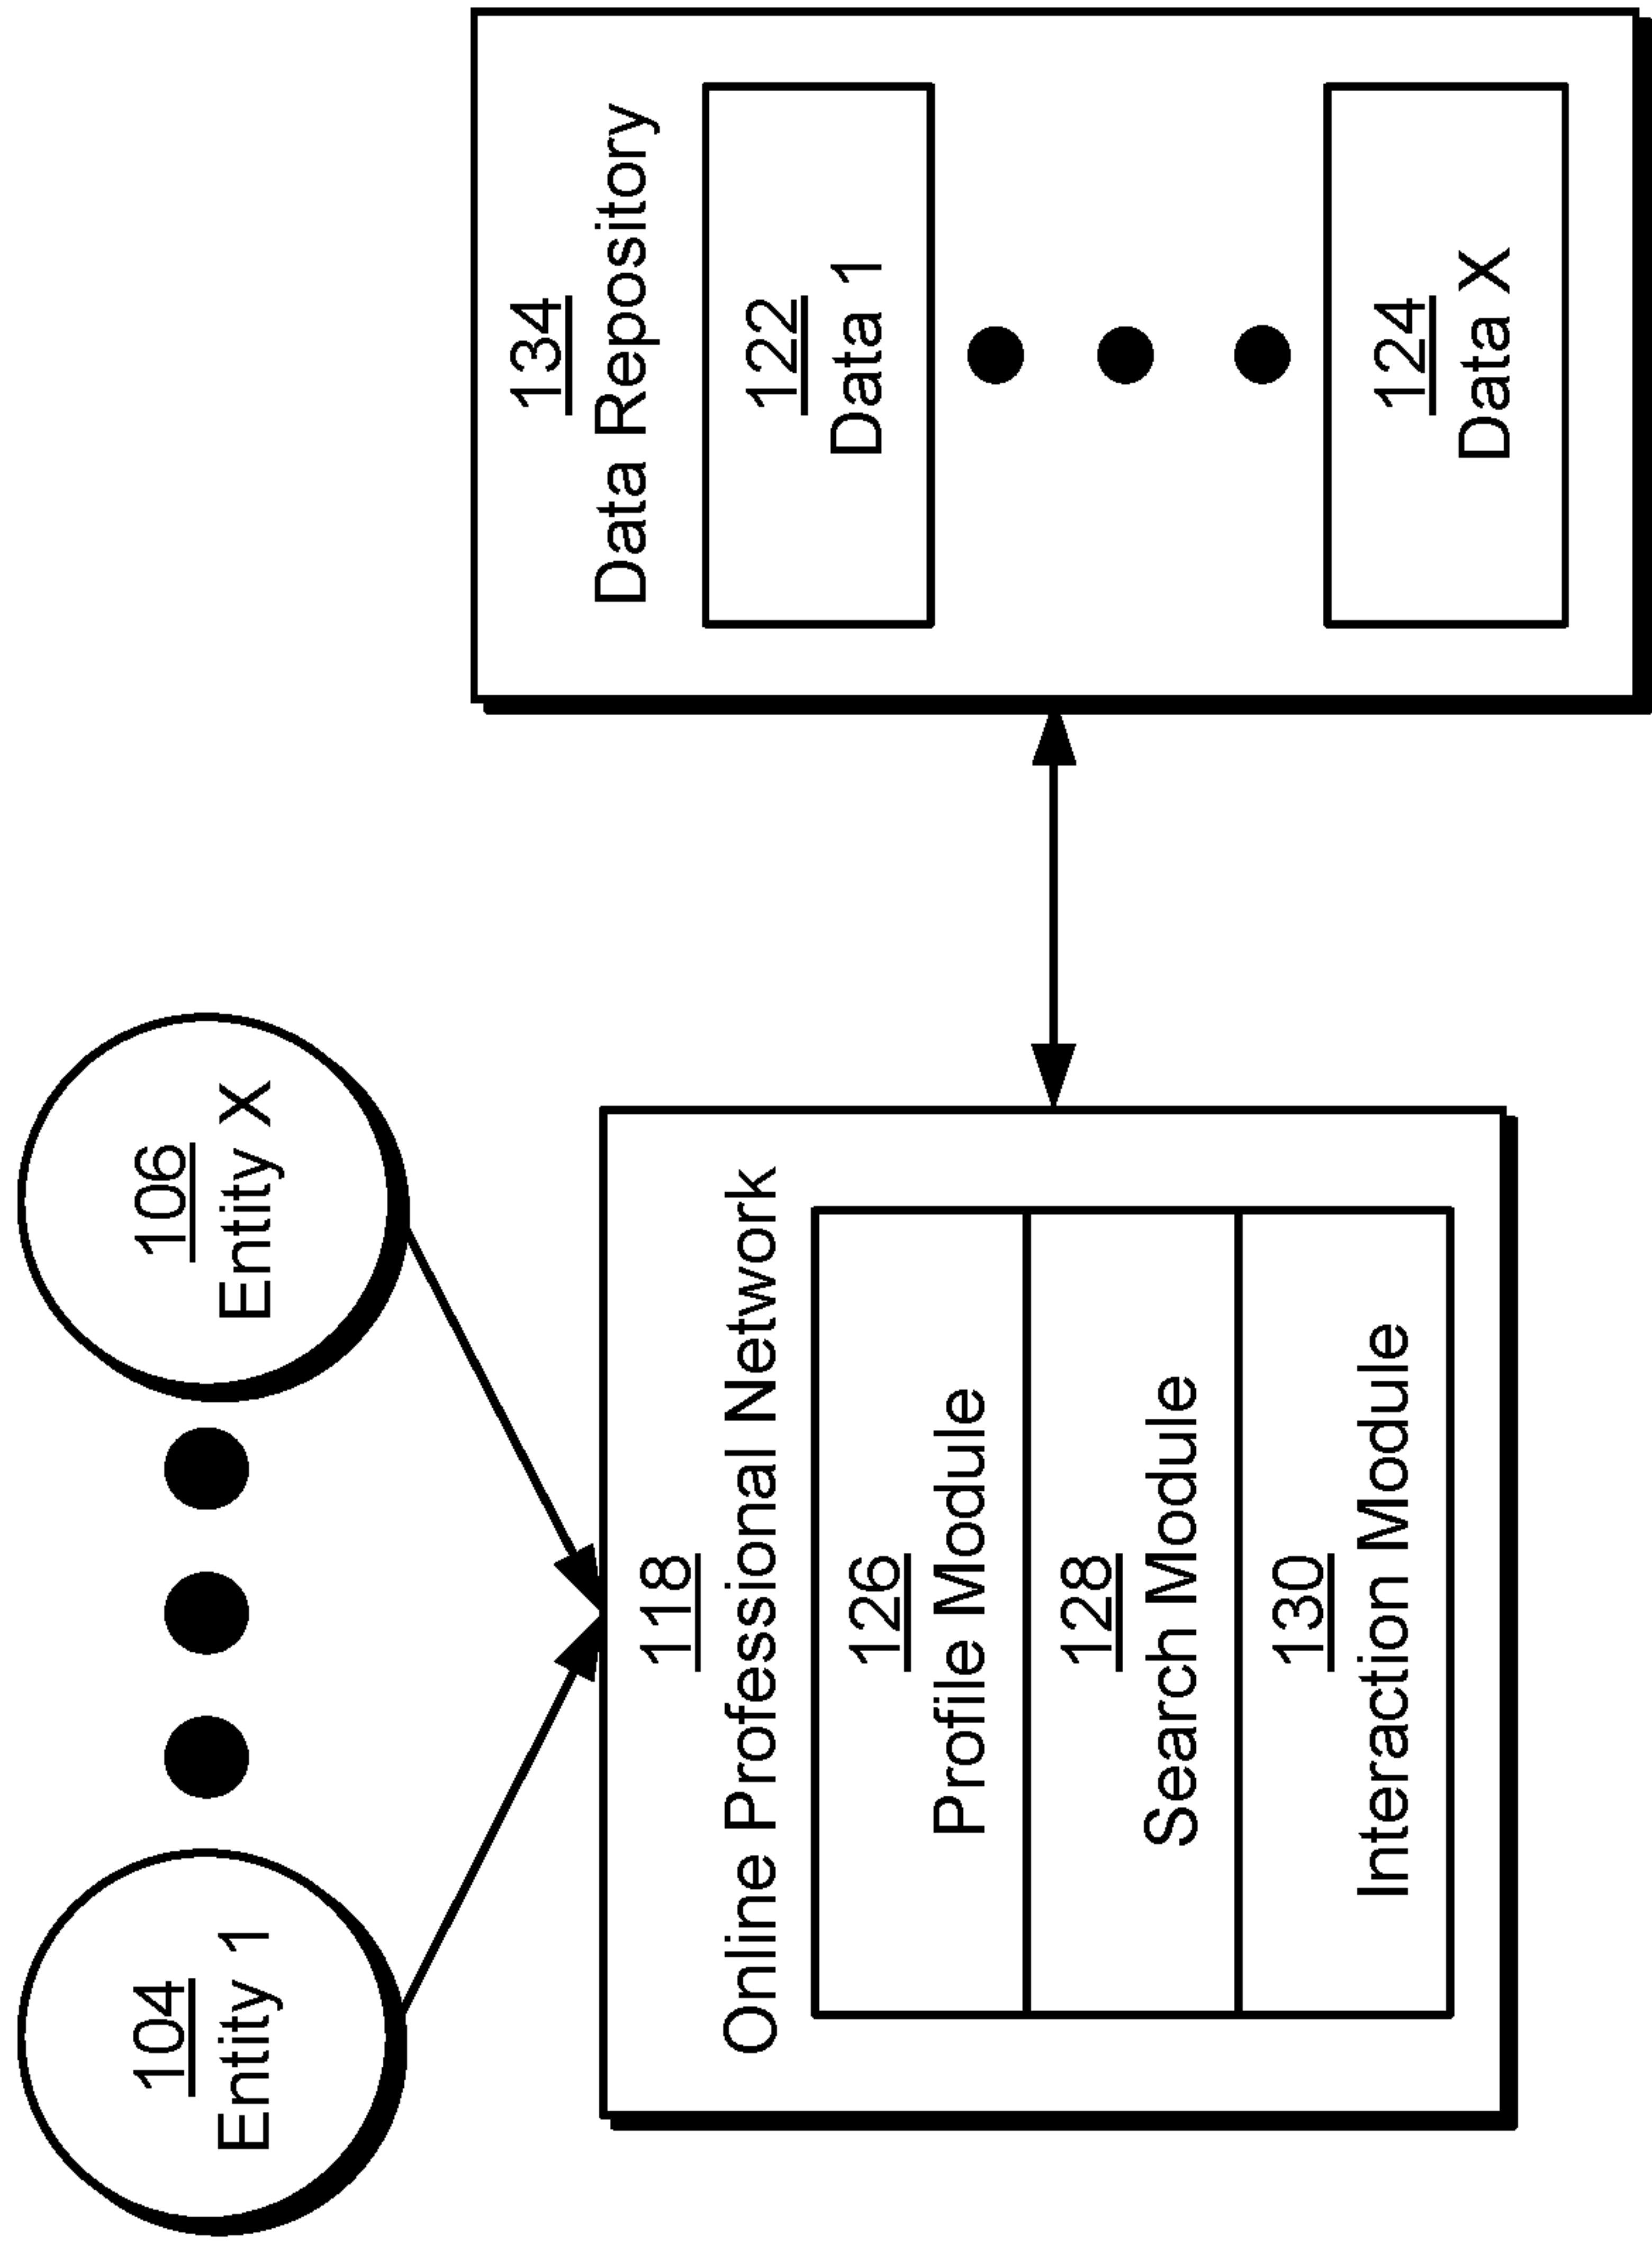 104
Entity 1
106
Entity x
118
Online Professional Network
126
Profile Module
128
Search Module
130
Interaction Module
134
Data Repository
122
Data 1
124
Data x